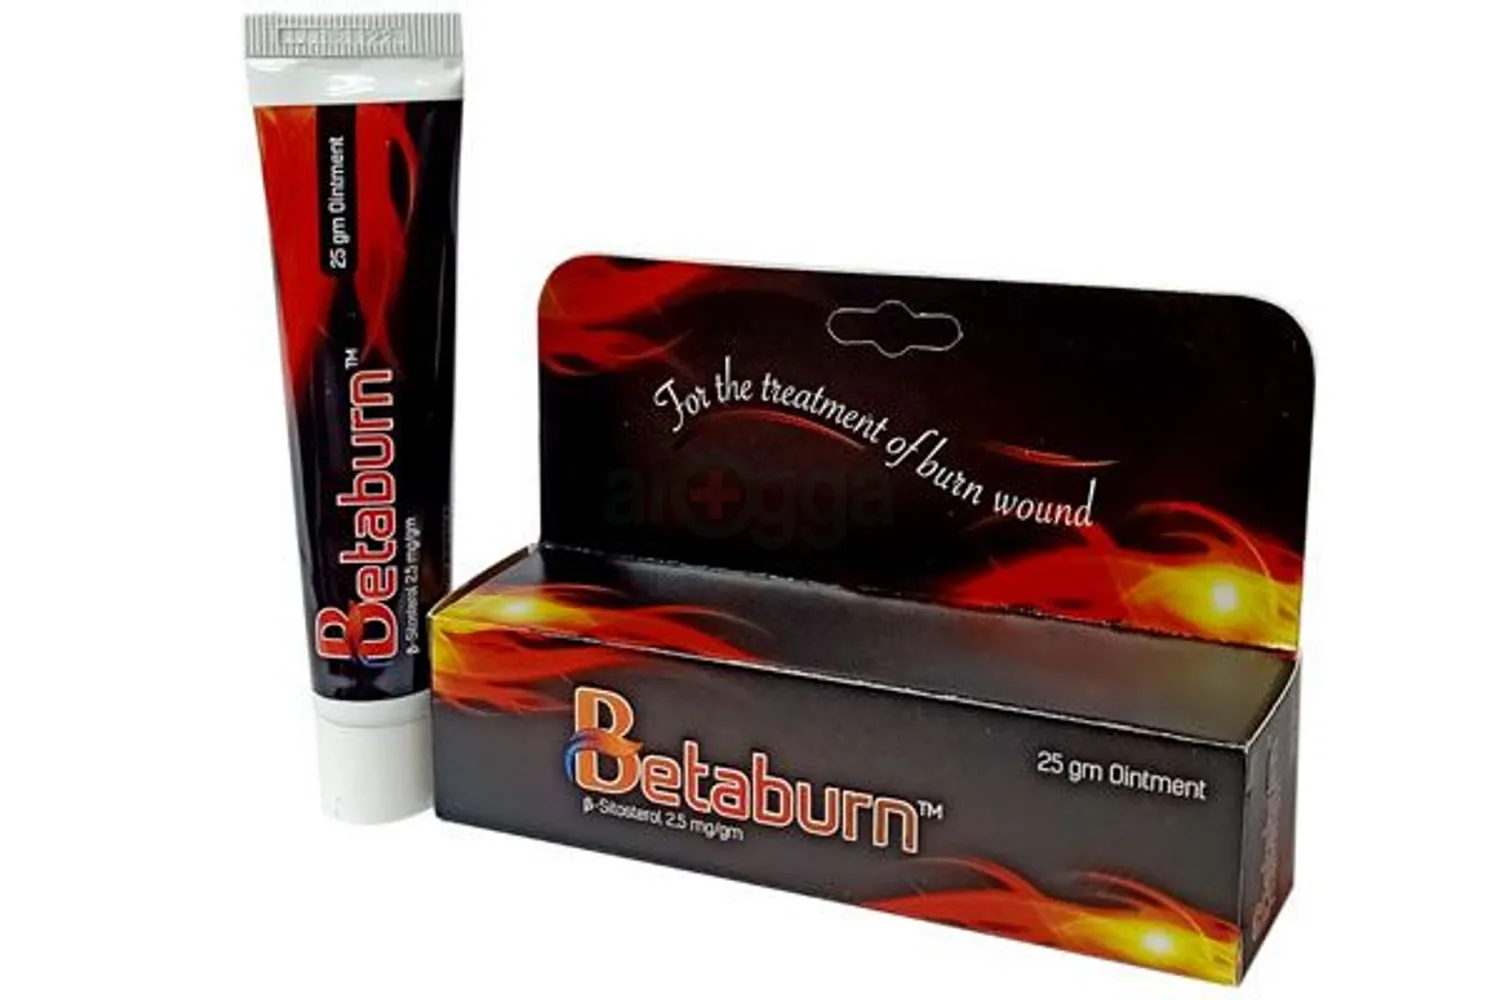 25 gm Ointment
Betaburn™
β-Sitosterol 2.5 mg/gm
For the treatment of burn wound
arogga
Betaburn™
β-Sitosterol 2.5 mg/gm
25 gm Ointment